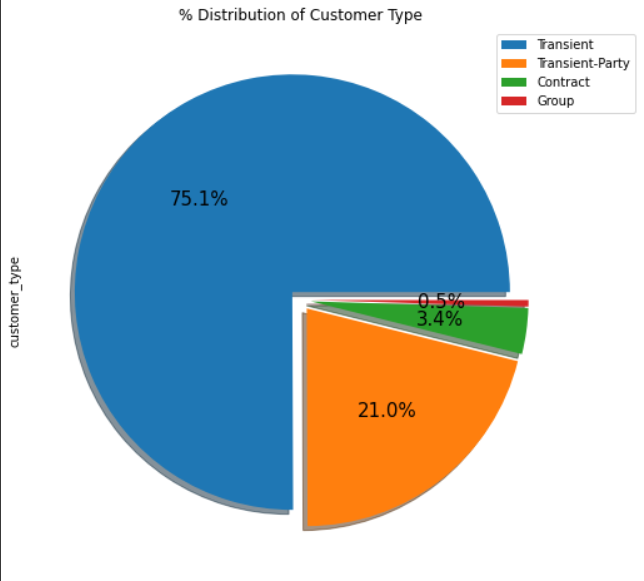 % Distribution of Customer Type
Transient
Transient-Party
Contract
Group
75.1%
customer_type
0.5%
3.4%
21.0%